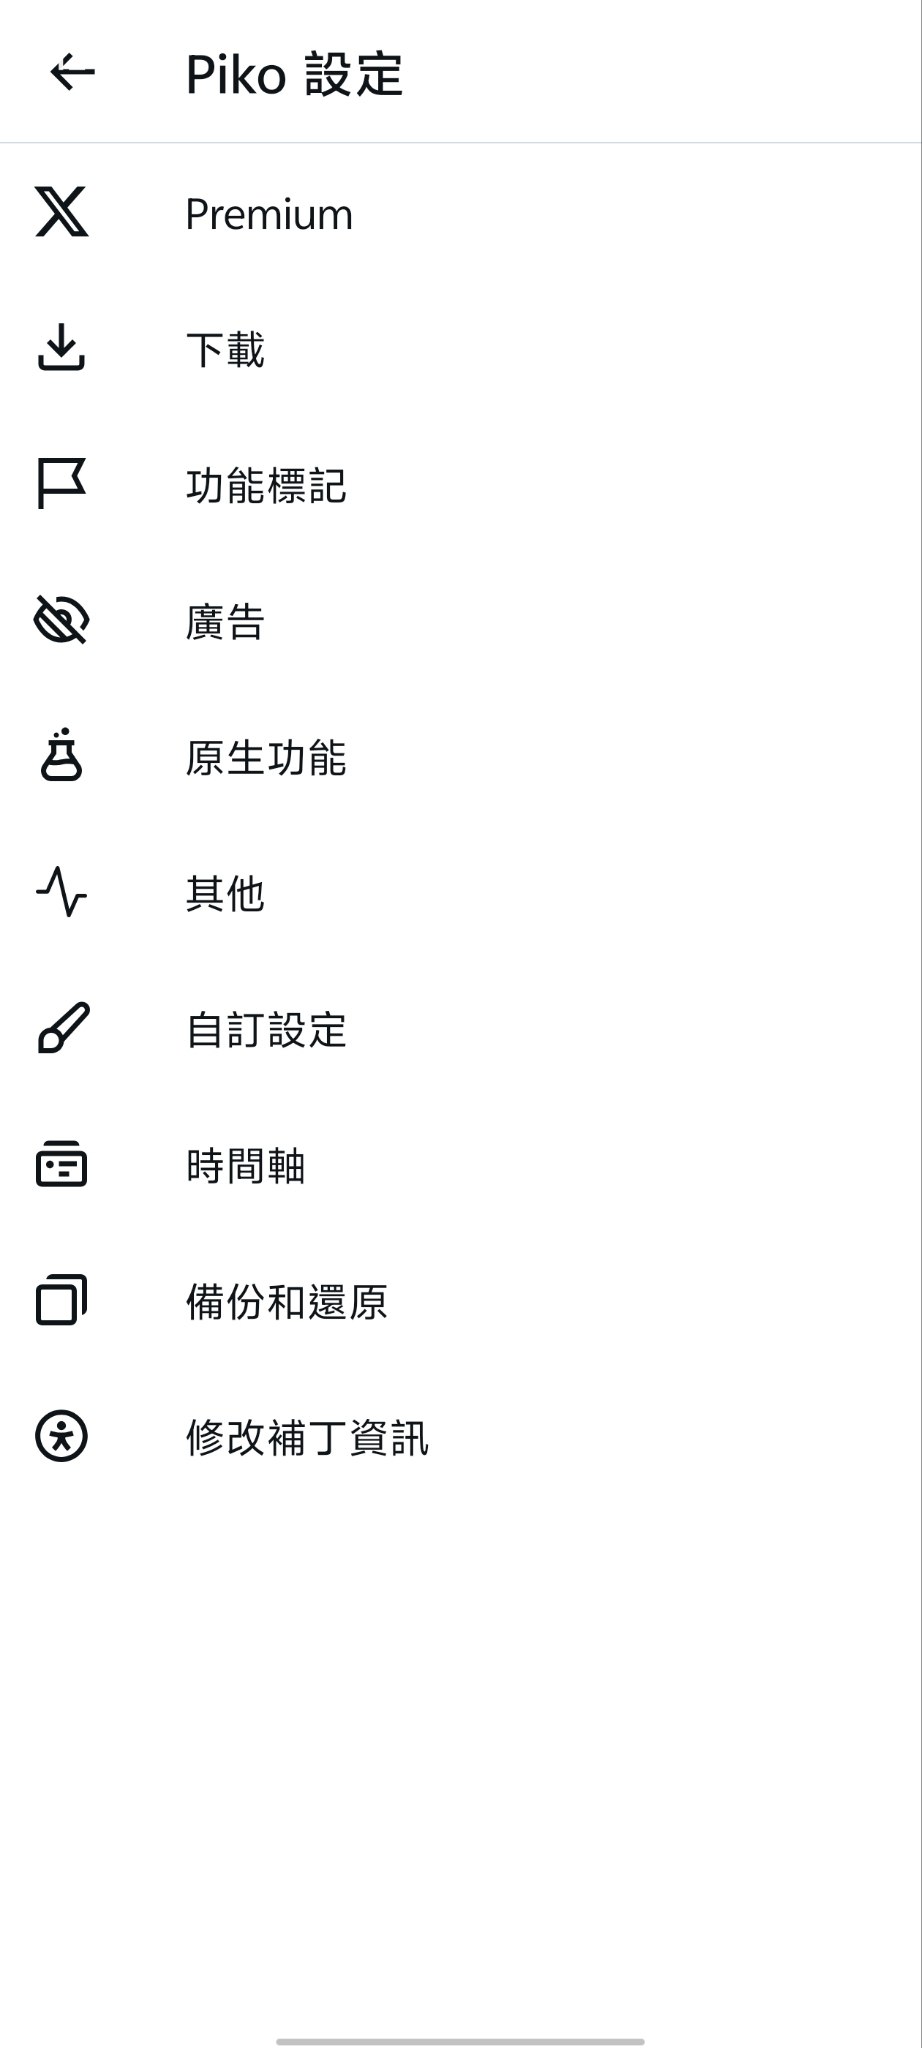 Piko 設定
Premium
下載
功能標記
廣告
原生功能
其他
自訂設定
時間軸
備份和還原
修改補丁資訊